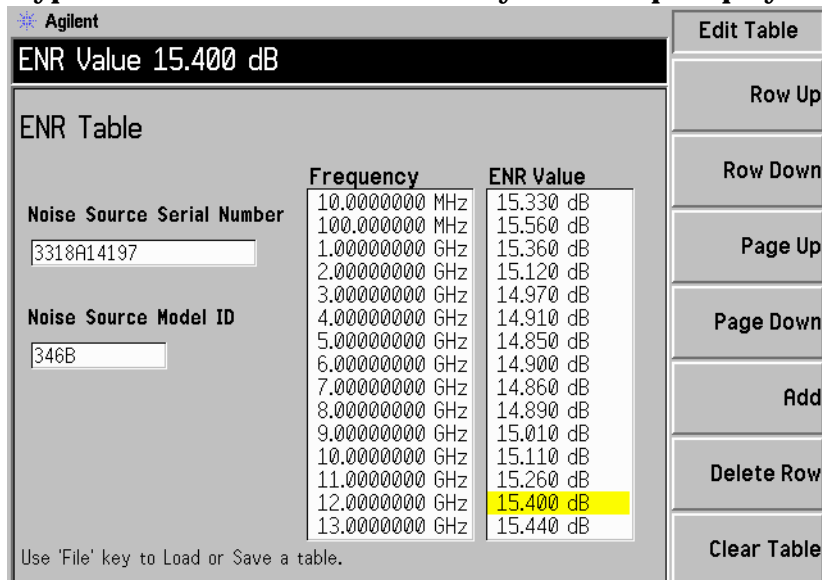 Agilent
Edit Table
ENR Value 15.400 dB
Row Up
ENR Table
Row Down
Frequency ENR Value
10.0000000 MHz 15.330 dB
100.000000 MHz 15.560 dB
1.00000000 GHz 15.360 dB
2.00000000 GHz 15.120 dB
3.00000000 GHz 14.970 dB
4.00000000 GHz 14.910 dB
5.00000000 GHz 14.850 dB
6.00000000 GHz 14.900 dB
7.00000000 GHz 14.860 dB
8.00000000 GHz 14.890 dB
9.00000000 GHz 15.010 dB
10.0000000 GHz 15.110 dB
11.0000000 GHz 15.260 dB
12.0000000 GHz 15.400 dB
13.0000000 GHz 15.440 dB
Noise Source Serial Number
3318A14197
Noise Source Model ID
346B
Page Up
Page Down
Add
Delete Row
Clear Table
Use 'File' key to Load or Save a table.